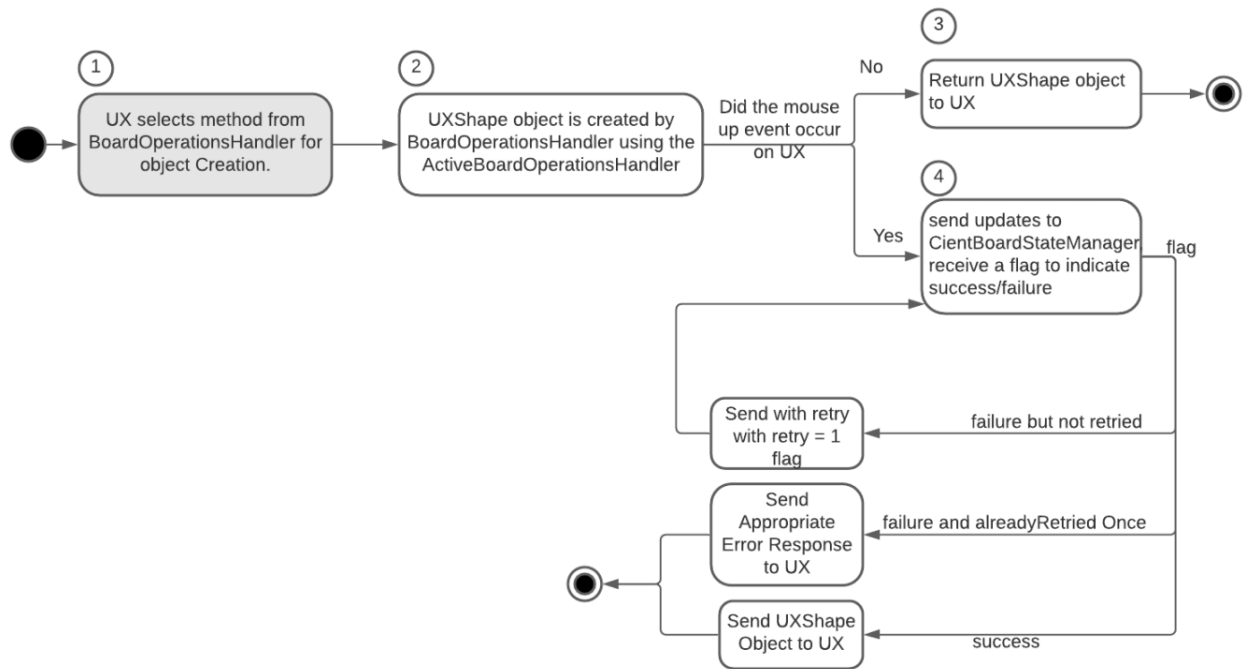 1
UX selects method from
BoardOperationsHandler for
object Creation.
2
UXShape object is created by
BoardOperationsHandler using the
ActiveBoardOperationsHandler
Did the mouse
up event occur
on UX
No
3
Return UXShape object
to UX
Yes
4
send updates to
CientBoardStateManager,
receive a flag to indicate
success/failure
flag
Send with retry
with retry = 1
flag
failure but not retried
Send
Appropriate
Error Response
to UX
failure and alreadyRetried Once
Send UXShape
Object to UX
success